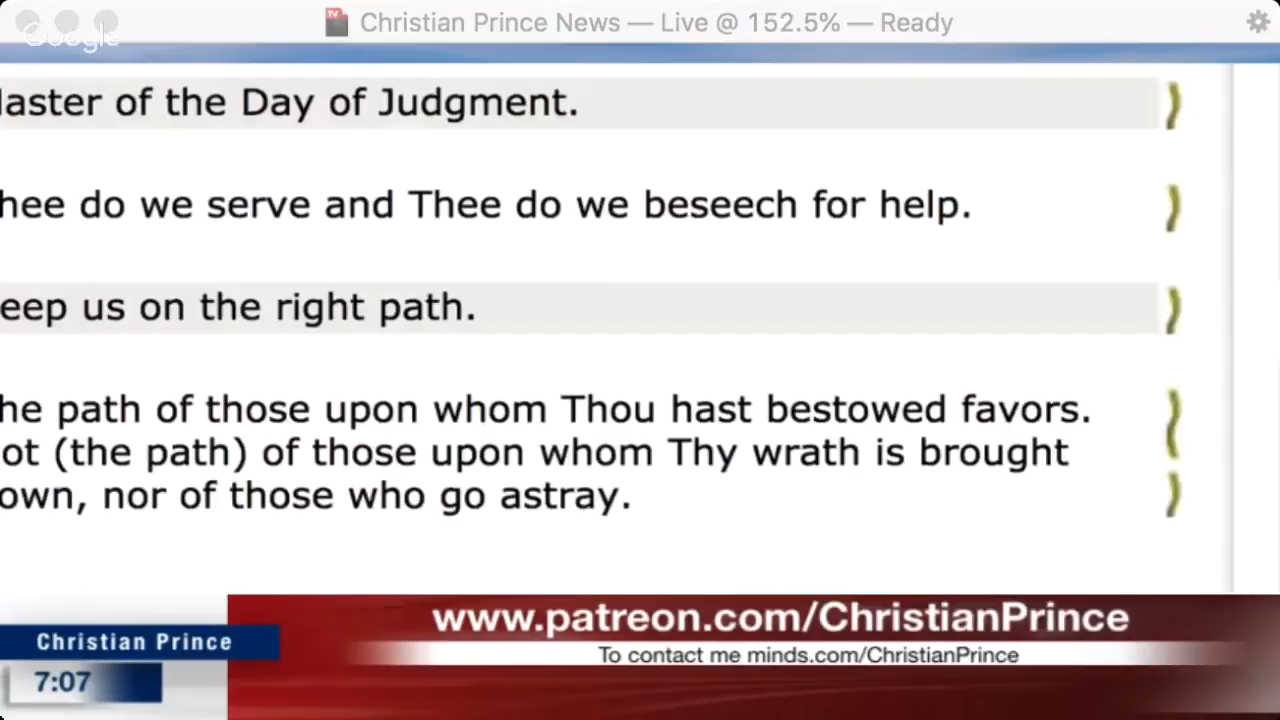 Google
Christian Prince News — Live @ 152.5% — Ready
laster of the Day of Judgment.
hee do we serve and Thee do we beseech for help.
eep us on the right path.
he path of those upon whom Thou hast bestowed favors.
ot (the path) of those upon whom Thy wrath is brought
own, nor of those who go astray.
www.patreon.com/ChristianPrince
Christian Prince
To contact me minds.com/ChristianPrince
7:07